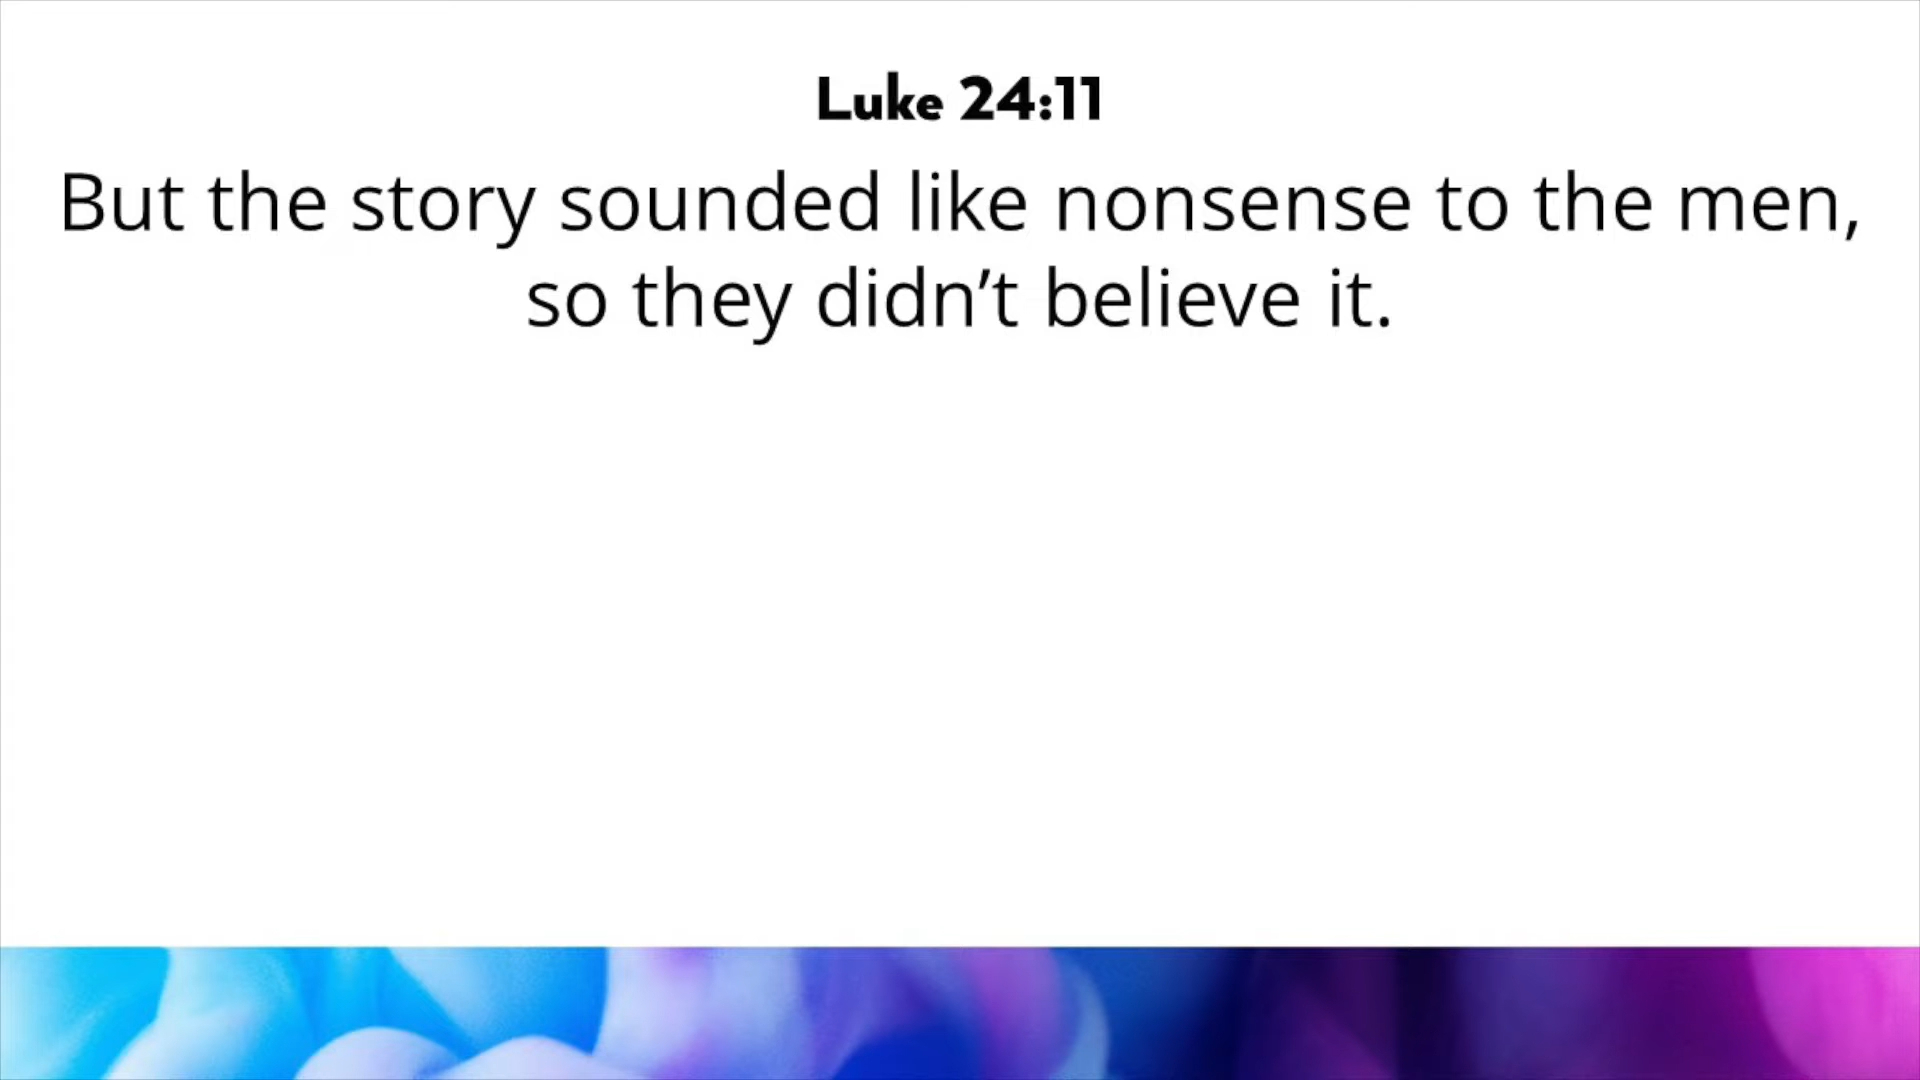 Luke 24:11
But the story sounded like nonsense to the men,
so they didn’t believe it.